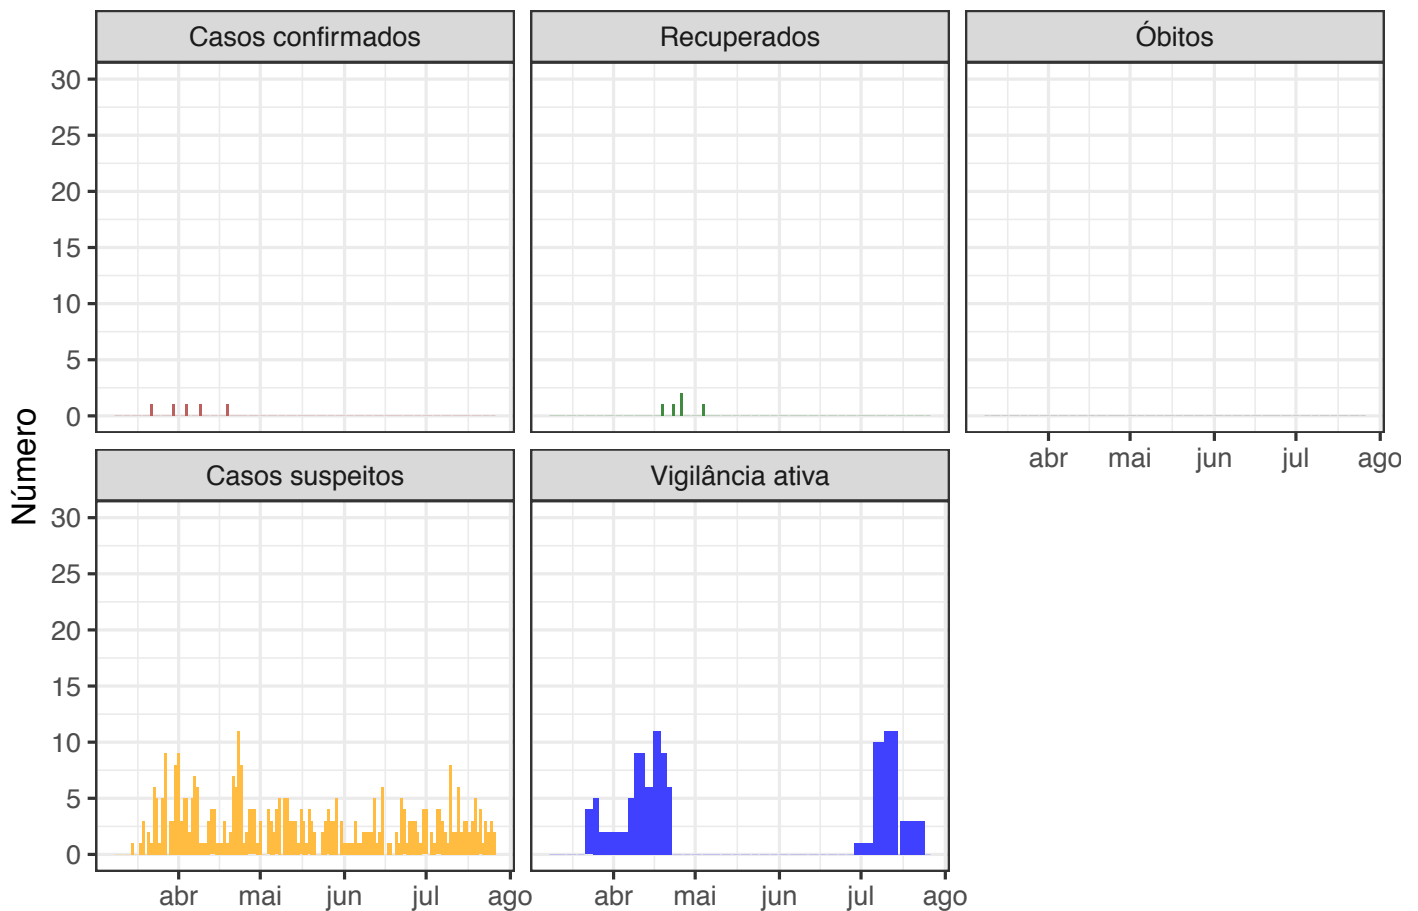 Casos confirmados
Recuperados
Óbitos
30
25
20
15
10
5
0
abr mai jun jul ago
Número
Casos suspeitos
Vigilância ativa
30
25
20
15
10
5
0
abr mai jun jul ago
abr mai jun jul ago